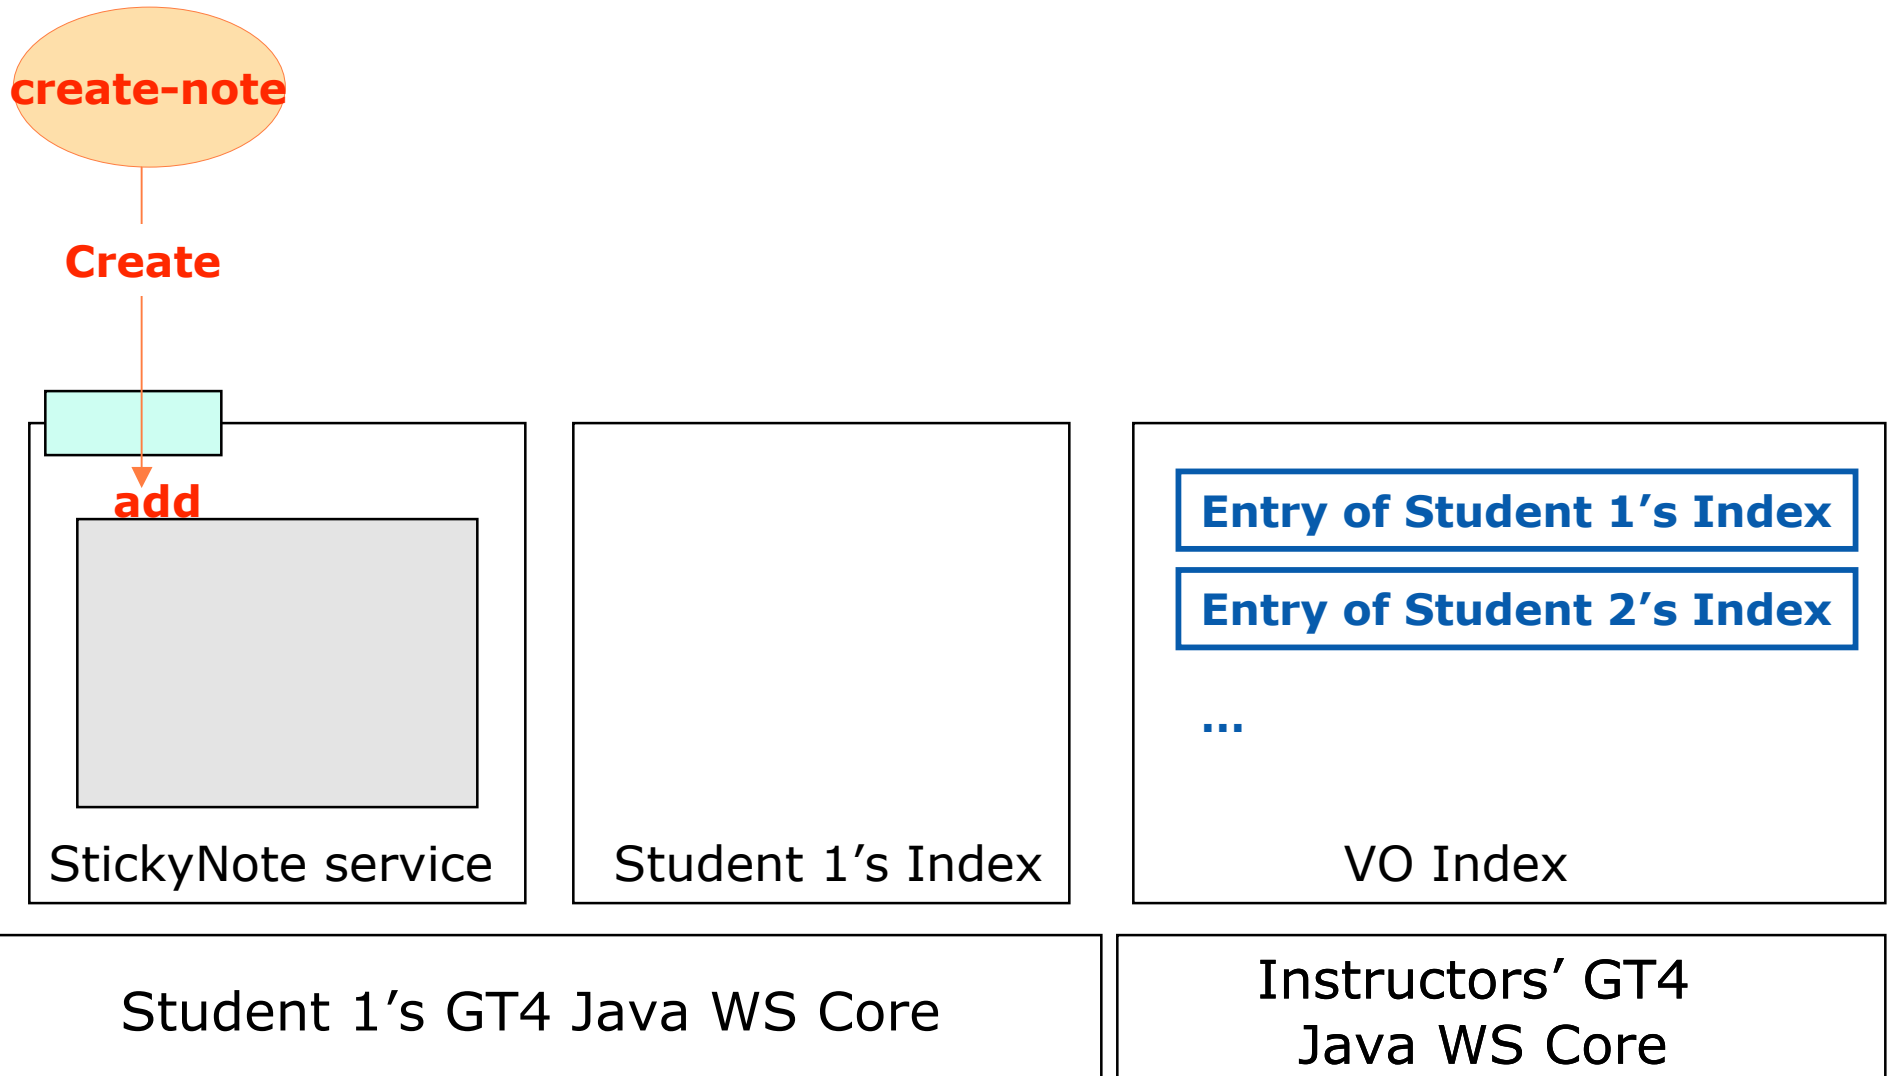 create-note
Create
add
Entry of Student 1’s Index
Entry of Student 2’s Index
...
StickyNote service
Student 1’s Index
VO Index
Student 1’s GT4 Java WS Core
Instructors’ GT4
Java WS Core